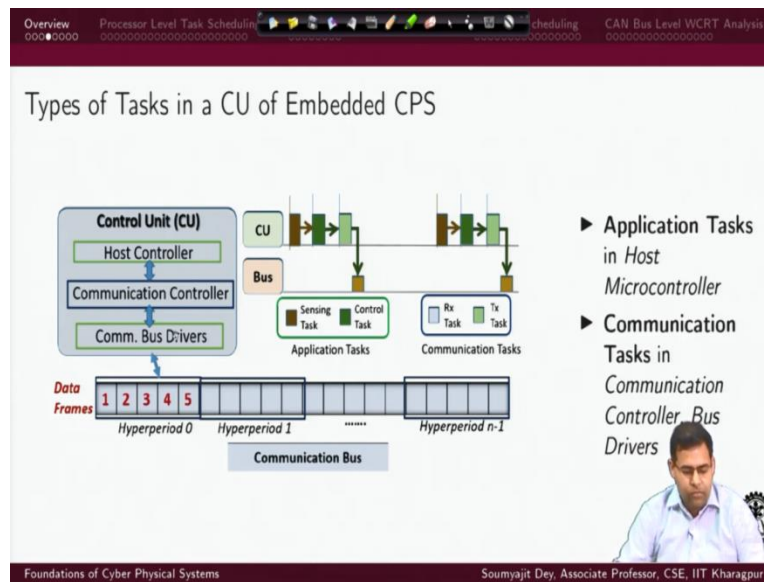 Overview
Processor Level Task Scheduling
cheduling
CAN Bus Level WCRT Analysis
Types of Tasks in a CU of Embedded CPS
Control Unit (CU)
Host Controller
Communication Controller
Comm. Bus Drivers
CU
Bus
Sensing Task
Control Task
Application Tasks
Rx Task
Tx Task
Communication Tasks
Data Frames
1 2 3 4 5
Hyperperiod 0
Hyperperiod 1
.......
Hyperperiod n-1
Communication Bus
▶ Application Tasks
in Host
Microcontroller
▶ Communication
Tasks in
Communication
Controller, Bus
Drivers
Foundations of Cyber Physical Systems
Soumyajit Dey, Associate Professor, CSE, IIT Kharagpur